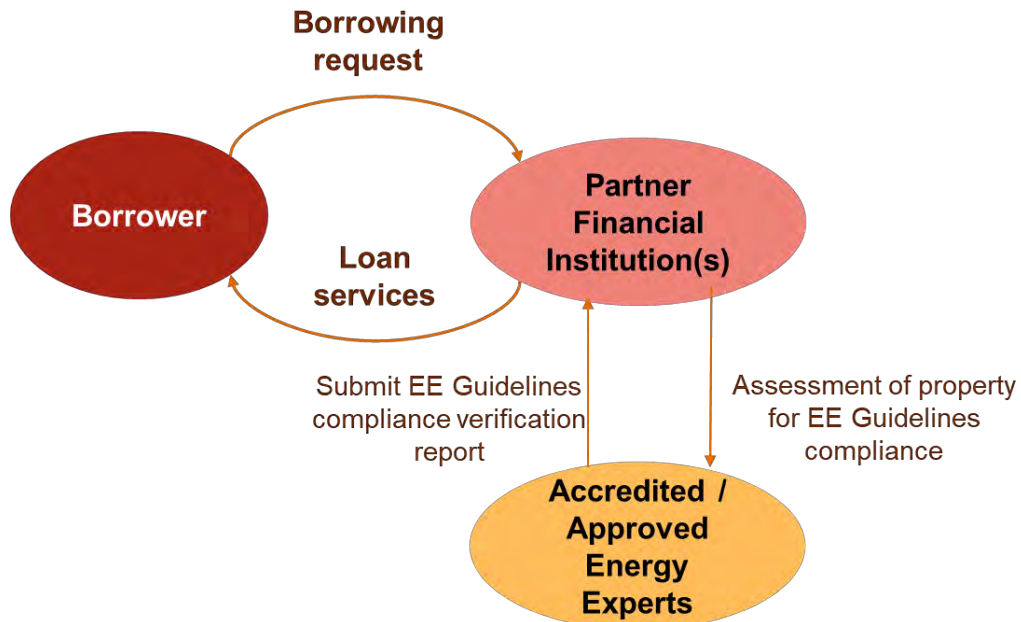 Borrowing
request
Borrower
Partner
Financial
Institution(s)
Loan
services
Submit EE Guidelines
compliance verification
report
Assessment of property
for EE Guidelines
compliance
Accredited /
Approved
Energy
Experts